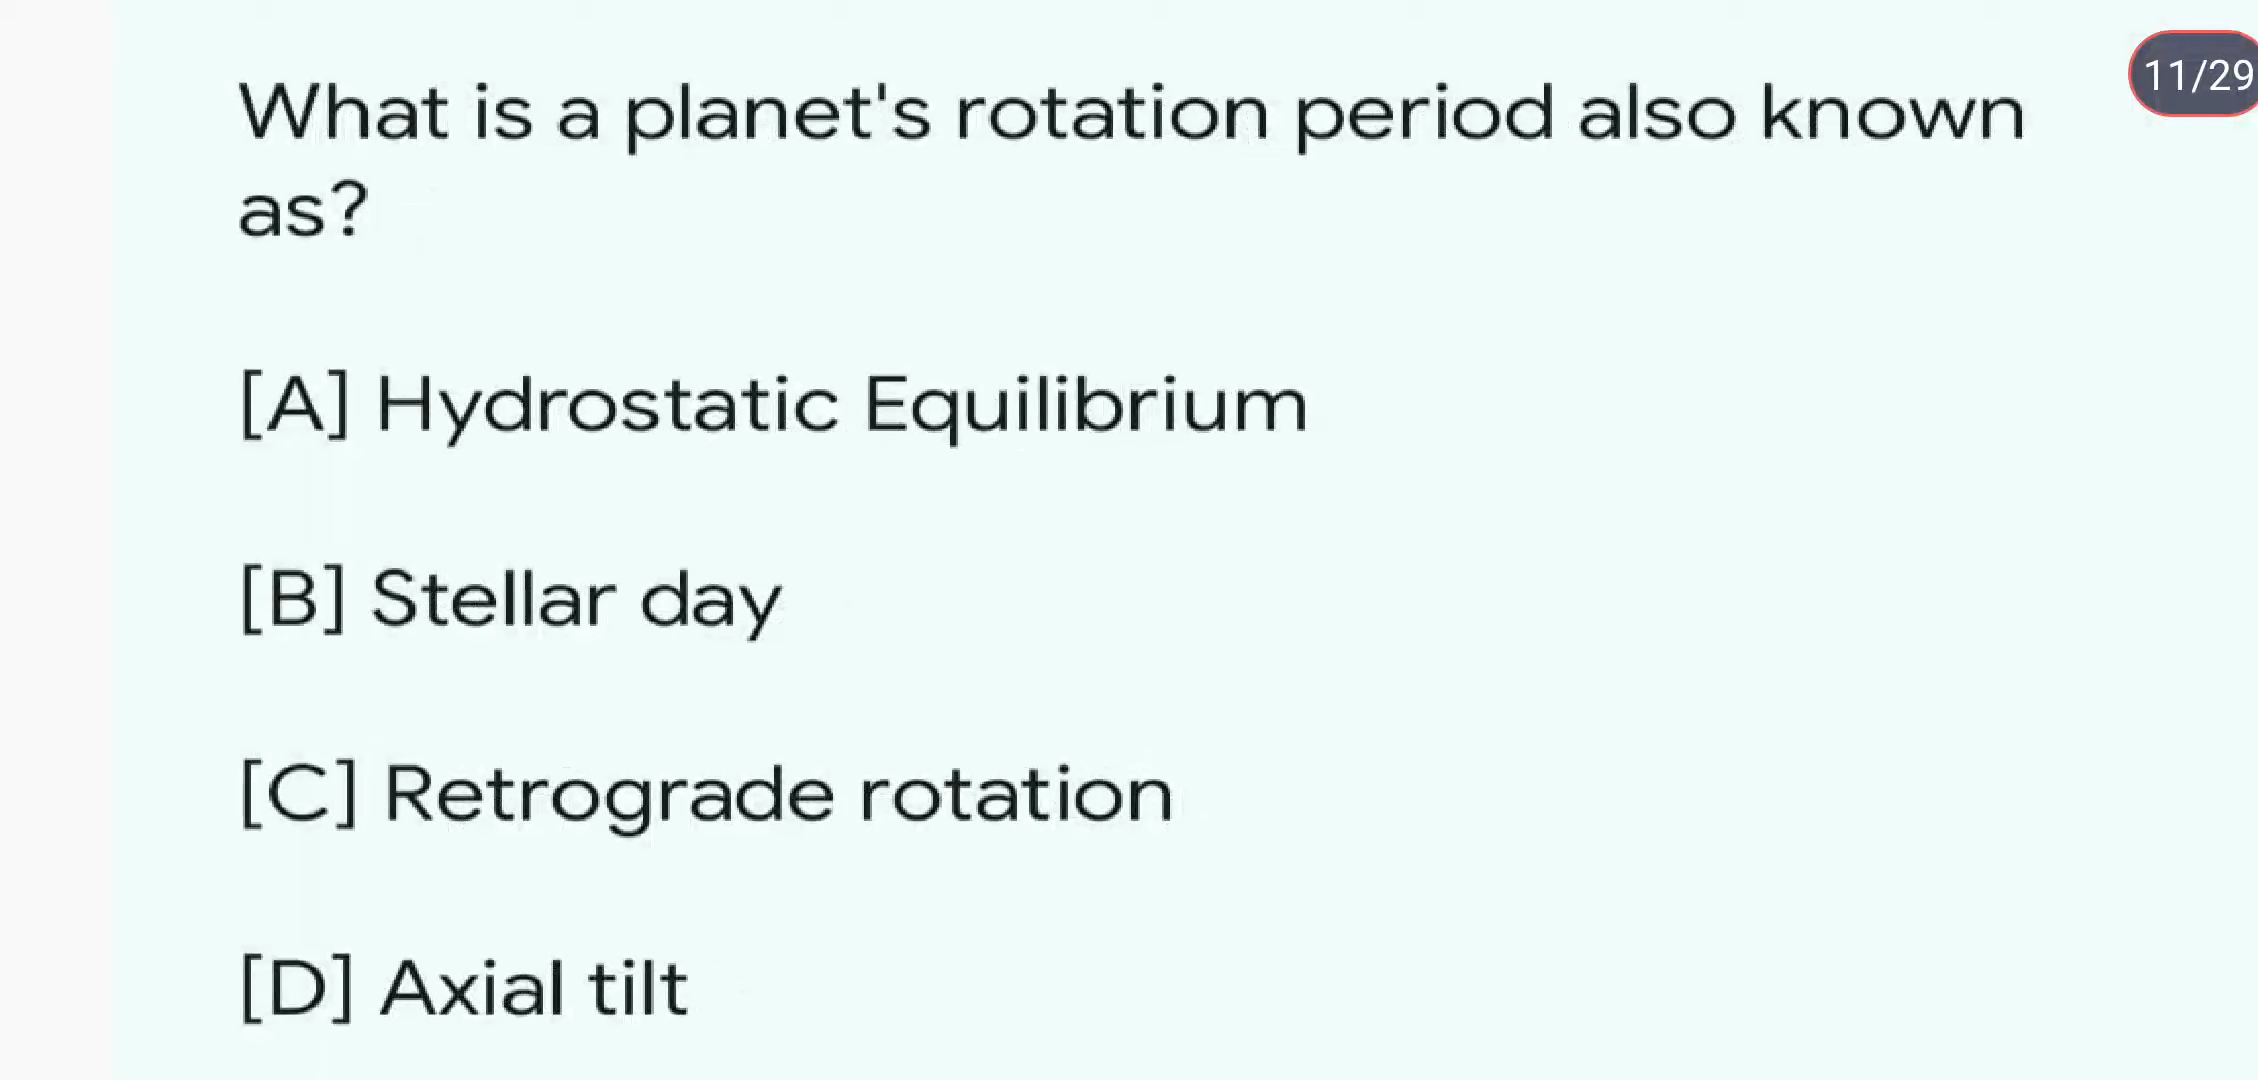 What is a planet's rotation period also known
11/29
as?
[A] Hydrostatic Equilibrium
[B] Stellar day
[C] Retrograde rotation
[D] Axial tilt